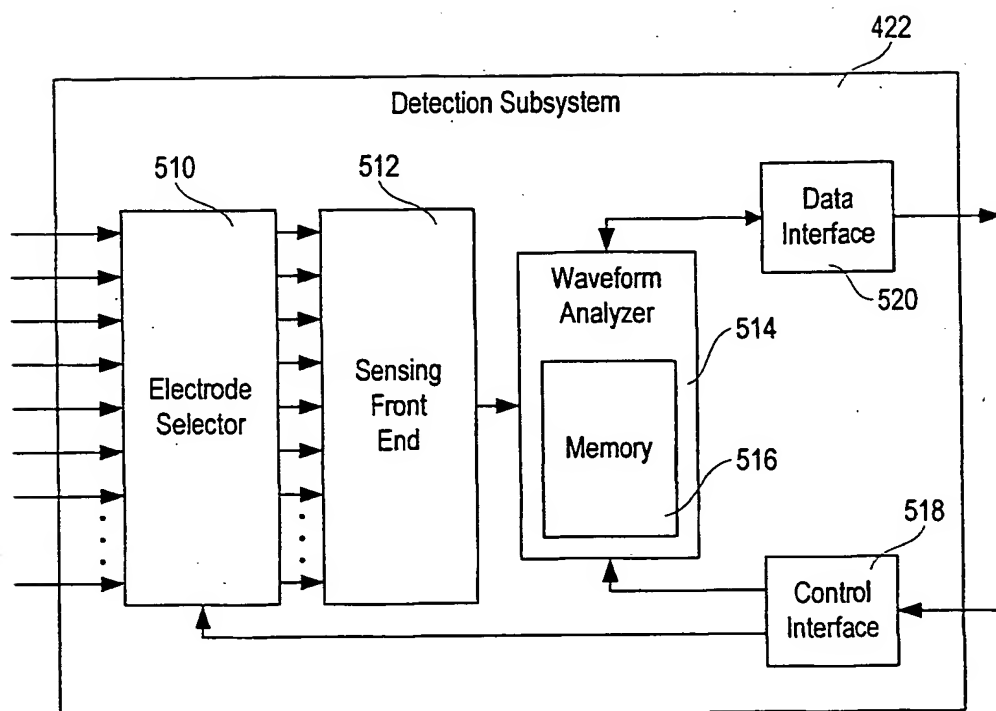 422
Detection Subsystem
510
512
Data
Interface
520
Waveform
Analyzer
514
Electrode
Selector
Sensing
Front
End
Memory
516
518
Control
Interface